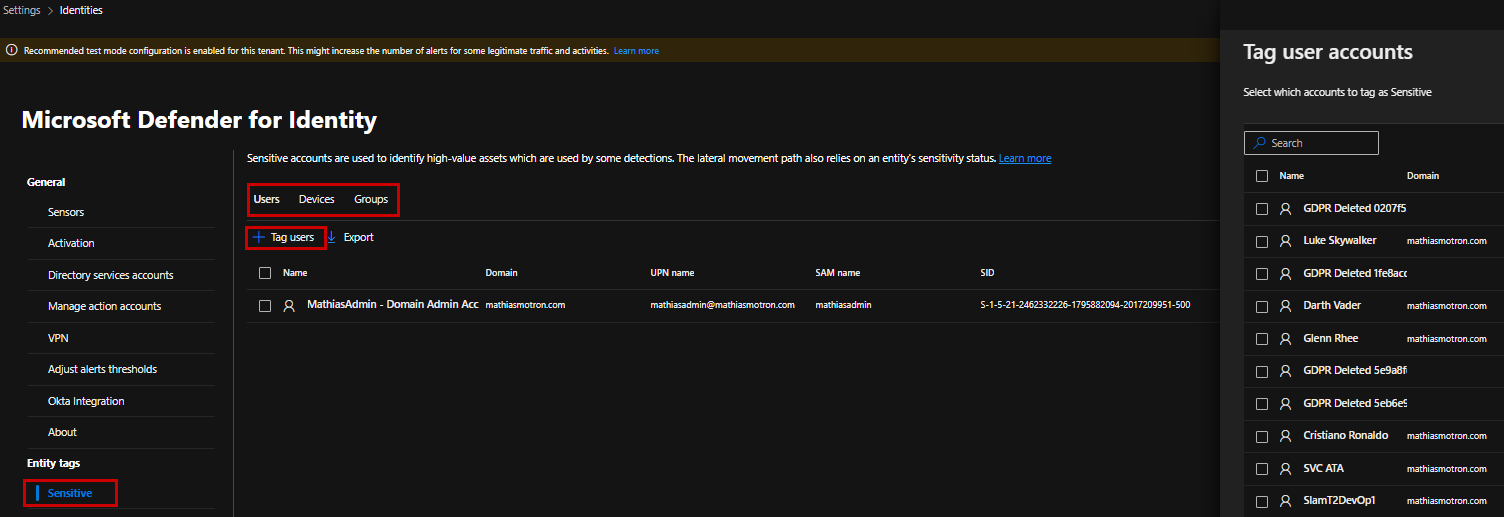 Settings > Identities
Recommended test mode configuration is enabled for this tenant. This might increase the number of alerts for some legitimate traffic and activities. Learn more
Microsoft Defender for Identity
General
Sensors
Activation
Directory services accounts
Manage action accounts
VPN
Adjust alerts thresholds
Okta Integration
About
Entity tags
Sensitive
Sensitive accounts are used to identify high-value assets which are used by some detections. The lateral movement path also relies on an entity's sensitivity status. Learn more
Users Devices Groups
+ Tag users Export
Name Domain UPN name SAM name SID
MathiasAdmin - Domain Admin Acc mathiasmotron.com mathiasadmin@mathiasmotron.com mathiasadmin S-1-5-21-2462332226-1795882094-2017209951-500
Tag user accounts
Select which accounts to tag as Sensitive
Search
Name Domain
GDPR Deleted 0207f5
Luke Skywalker mathiasmotron.com
GDPR Deleted 1fe8acc
Darth Vader mathiasmotron.com
Glenn Rhee mathiasmotron.com
GDPR Deleted 5e9a8f
GDPR Deleted 5eb6e9
Cristiano Ronaldo mathiasmotron.com
SVC ATA mathiasmotron.com
SlamT2DevOp1 mathiasmotron.com